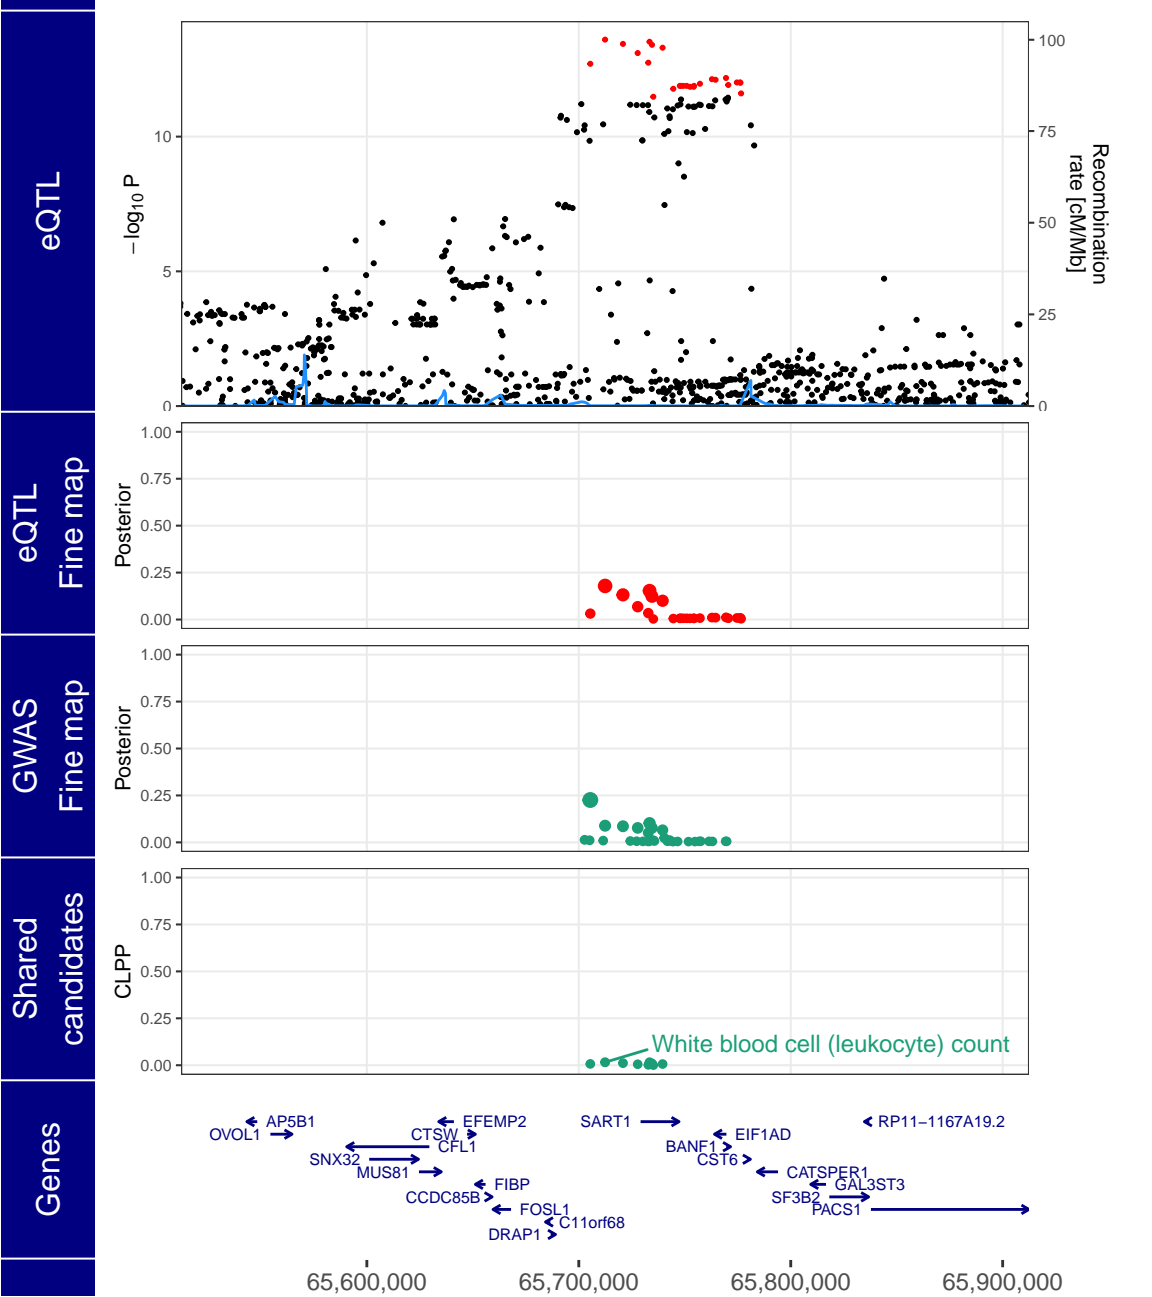 eQTL
−log10 P
10
5
0
100
75
50
25
0
Recombination
rate [cM/Mb]
eQTL
Fine map
Posterior
1.00
0.75
0.50
0.25
0.00
GWAS
Fine map
Posterior
1.00
0.75
0.50
0.25
0.00
Shared
candidates
CLPP
1.00
0.75
0.50
0.25
0.00
White blood cell (leukocyte) count
Genes
AP5B1 EFEMP2 SART1 RP11−1167A19.2
OVOL1 CTSW EIF1AD
CFL1 BANF1
SNX32 CST6
MUS81 CATSPER1
FIBP GAL3ST3
CCDC85B SF3B2
FOSL1 PACS1
C11orf68
DRAP1
65,600,000 65,700,000 65,800,000 65,900,000